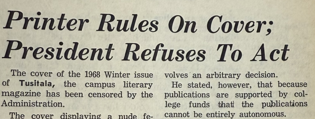 Printer Rules On Cover;
President Refuses To Act
The cover of the 1968 Winter issue
of Tusitala, the campus literary
magazine has been censored by the
Administration.
The cover displaying a nude fe-
volves an arbitrary decision.
He stated, however, that because
publications are supported by col-
lege funds that the publications
cannot be entirely autonomous.